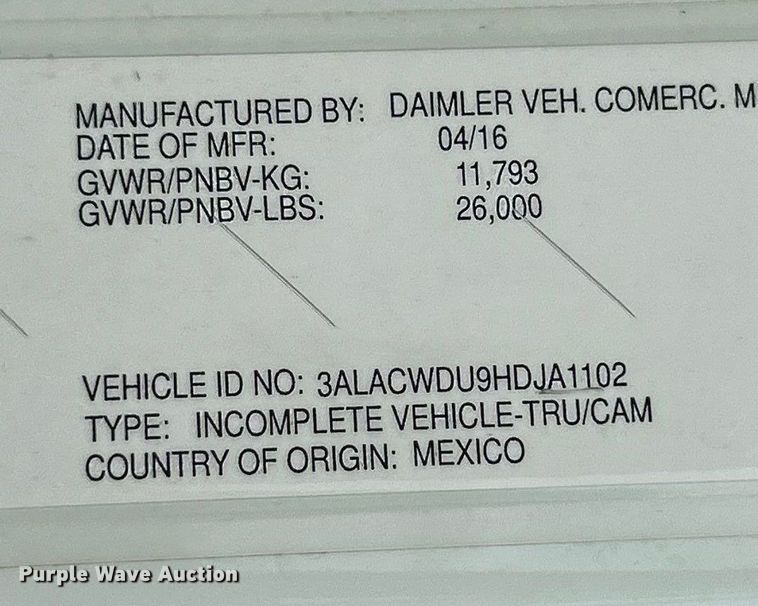 MANUFACTURED BY: DAIMLER VEH. COMERC. M
DATE OF MFR: 04/16
GVWR/PNBV-KG: 11,793
GVWR/PNBV-LBS: 26,000
VEHICLE ID NO: 3ALACWDU9HDJA1102
TYPE: INCOMPLETE VEHICLE-TRU/CAM
COUNTRY OF ORIGIN: MEXICO
Purple Wave Auction